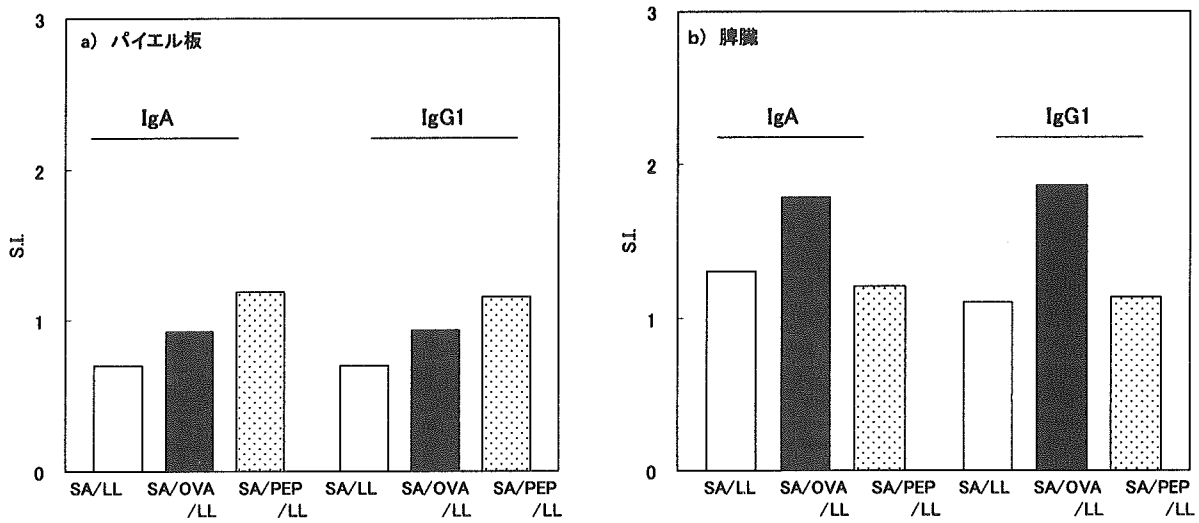 a) パイエル板
3
2
1
0
S.I.
IgA
IgG1
SA/LL
SA/OVA
/LL
SA/PEP
/LL
SA/LL
SA/OVA
/LL
SA/PEP
/LL
b) 脾臓
3
2
1
0
S.I.
IgA
IgG1
SA/LL
SA/OVA
/LL
SA/PEP
/LL
SA/LL
SA/OVA
/LL
SA/PEP
/LL